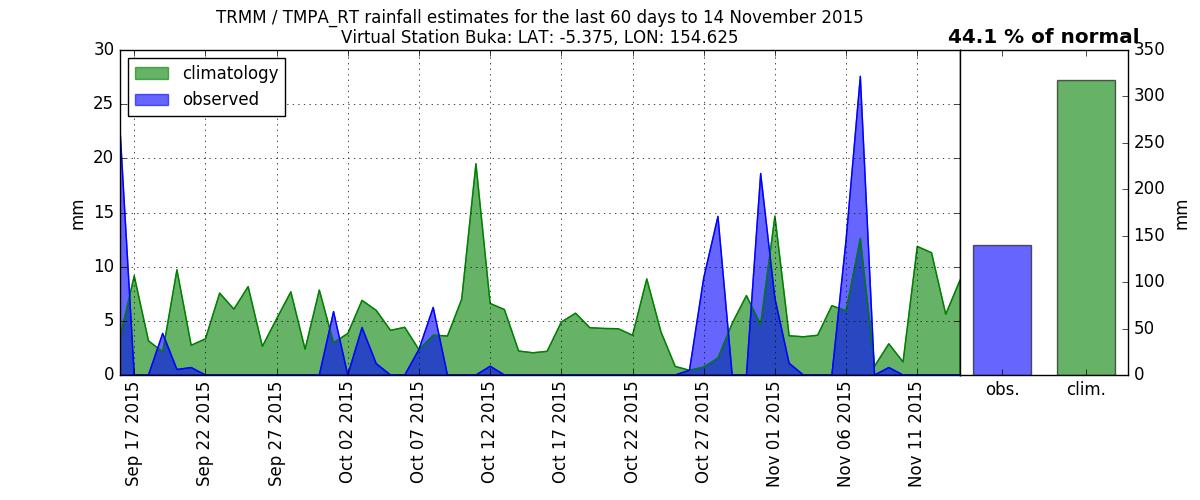 TRMM / TMPA_RT rainfall estimates for the last 60 days to 14 November 2015
Virtual Station Buka: LAT: -5.375, LON: 154.625
44.1 % of normal
climatology
observed
30
25
20
15
10
5
0
mm
350
300
250
200
150
100
50
0
mm
Sep 17 2015
Sep 22 2015
Sep 27 2015
Oct 02 2015
Oct 07 2015
Oct 12 2015
Oct 17 2015
Oct 22 2015
Oct 27 2015
Nov 01 2015
Nov 06 2015
Nov 11 2015
obs.
clim.